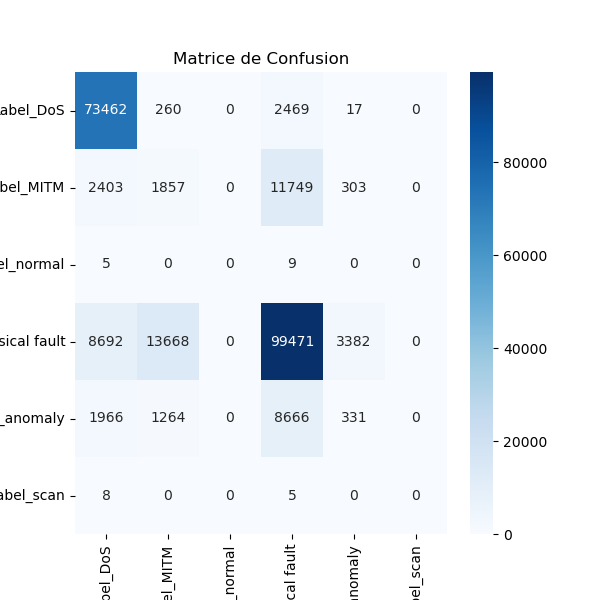 Matrice de Confusion
abel_DoS 73462 260 0 2469 17 0
bel_MITM 2403 1857 0 11749 303 0
el_normal 5 0 0 9 0 0
sical fault 8692 13668 0 99471 3382 0
_anomaly 1966 1264 0 8666 331 0
abel_scan 8 0 0 5 0 0
80000
60000
40000
20000
0
bel_DoS
el_MITM
_normal
cal fault
anomaly
el_scan